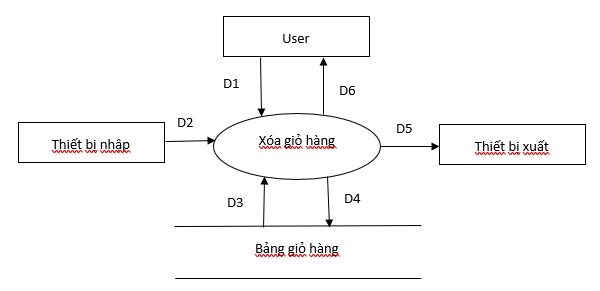 User
D1
D6
D2
D5
Thiết bị nhập
Xóa giỏ hàng
Thiết bị xuất
D3
D4
Bảng giỏ hàng